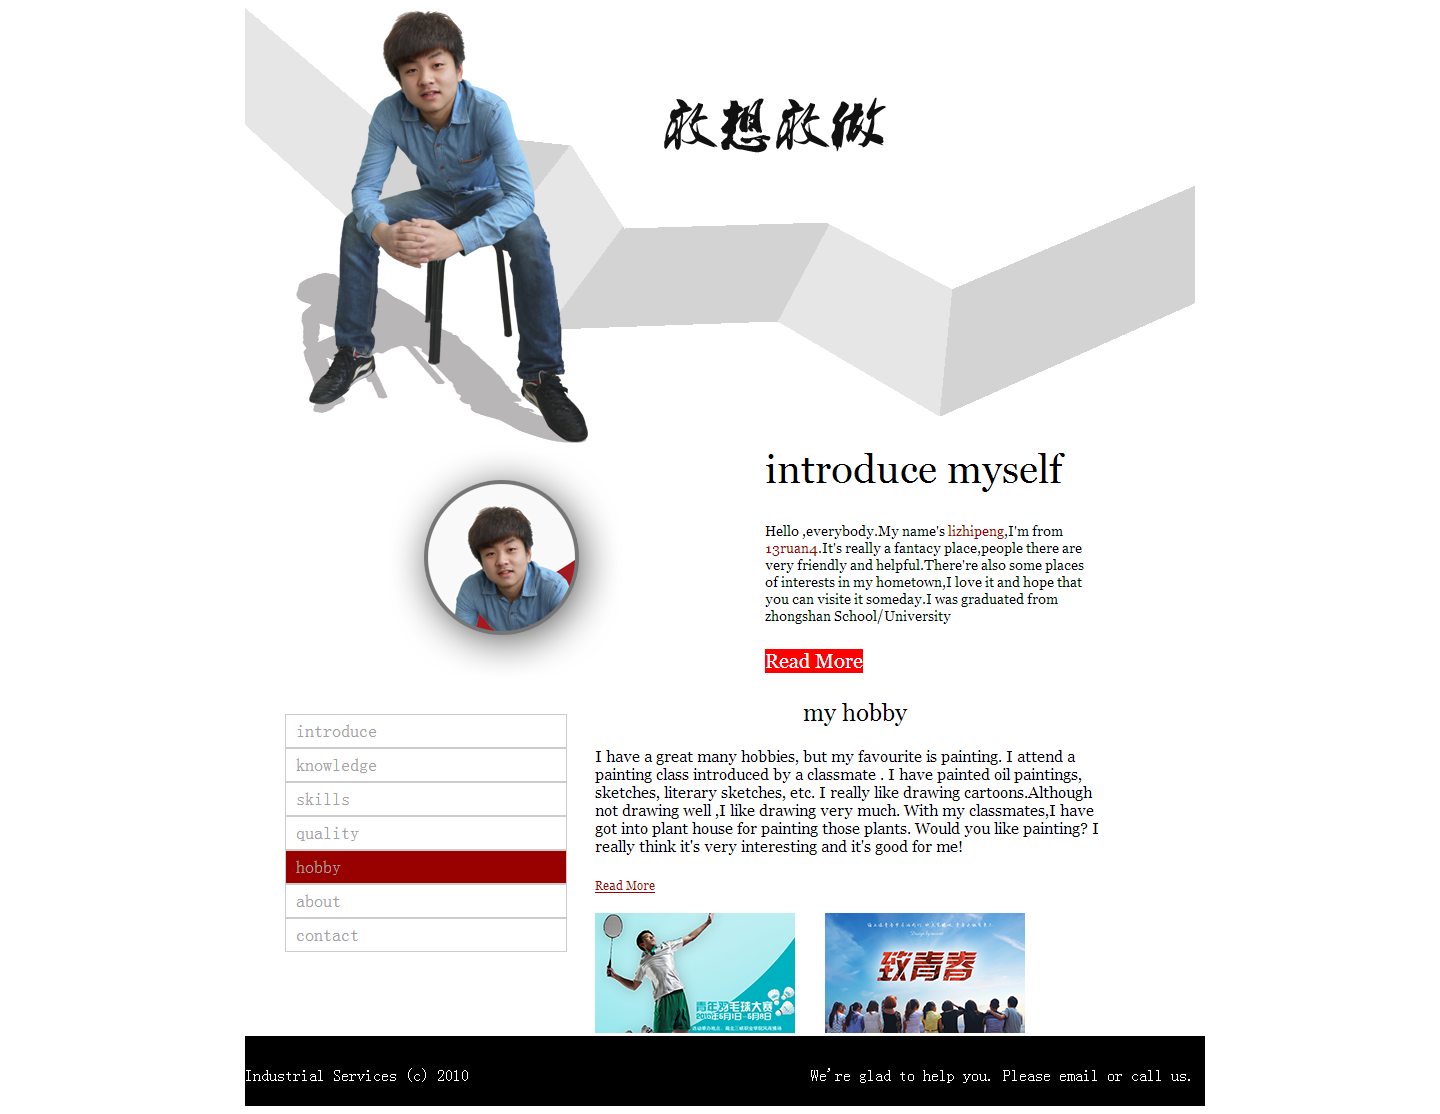 敢想敢做
introduce myself
Hello ,everybody.My name's lizhipeng,I'm from
13ruan4.It's really a fantacy place,people there are
very friendly and helpful.There're also some places
of interests in my hometown,I love it and hope that
you can visite it someday.I was graduated from
zhongshan School/University
Read More
introduce
knowledge
skills
quality
hobby
about
contact
my hobby
I have a great many hobbies, but my favourite is painting. I attend a
painting class introduced by a classmate . I have painted oil paintings,
sketches, literary sketches, etc. I really like drawing cartoons.Although
not drawing well ,I like drawing very much. With my classmates,I have
got into plant house for painting those plants. Would you like painting? I
really think it's very interesting and it's good for me!
Read More
青年羽毛球大赛
致青春
Industrial Services (c) 2010
We're glad to help you. Please email or call us.